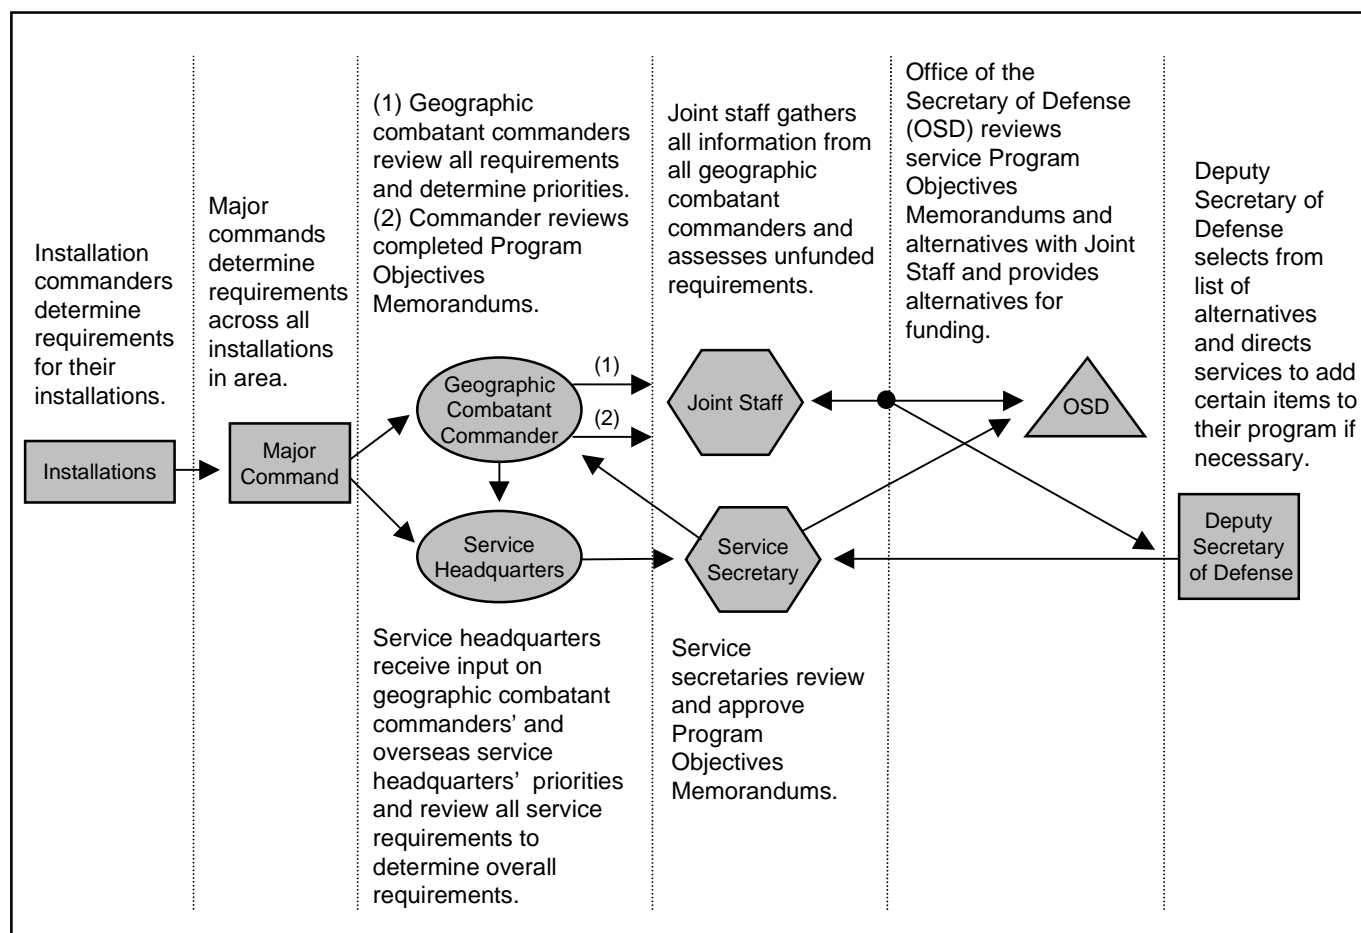 Installation
commanders
determine
requirements
for their
installations.
Installations
Major
commands
determine
requirements
across all
installations
in area.
Major
Command
(1) Geographic
combatant commanders
review all requirements
and determine priorities.
(2) Commander reviews
completed Program
Objectives
Memorandums.
Geographic
Combatant
Commander
(1)
(2)
Service
Headquarters
Service headquarters
receive input on
geographic combatant
commanders’ and
overseas service
headquarters’ priorities
and review all service
requirements to
determine overall
requirements.
Joint staff gathers
all information from
all geographic
combatant
commanders and
assesses unfunded
requirements.
Joint Staff
Service
Secretary
Service
secretaries review
and approve
Program
Objectives
Memorandums.
Office of the
Secretary of Defense
(OSD) reviews
service Program
Objectives
Memorandums and
alternatives with Joint
Staff and provides
alternatives for
funding.
OSD
Deputy
Secretary of
Defense
selects from
list of
alternatives
and directs
services to add
certain items to
their program if
necessary.
Deputy
Secretary
of Defense